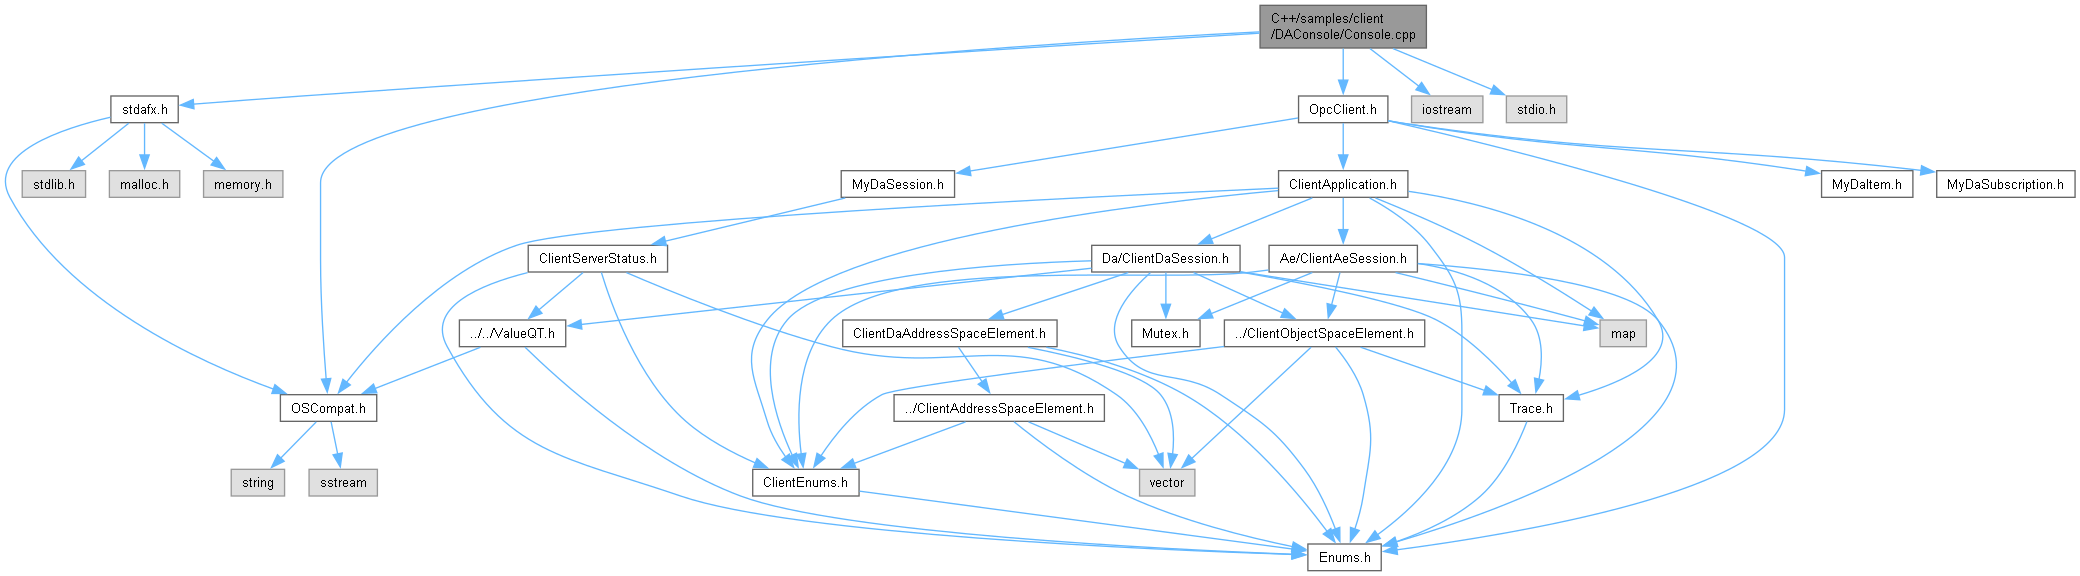 C++/samples/client
/DAConsole/Console.cpp
stdafx.h
OpcClient.h
iostream
stdio.h
stdlib.h
malloc.h
memory.h
MyDaSession.h
ClientApplication.h
MyDaItem.h
MyDaSubscription.h
ClientServerStatus.h
Da/ClientDaSession.h
Ae/ClientAeSession.h
../../ValueQT.h
ClientDaAddressSpaceElement.h
Mutex.h
../ClientObjectSpaceElement.h
map
OSCompat.h
../ClientAddressSpaceElement.h
Trace.h
string
sstream
ClientEnums.h
vector
Enums.h